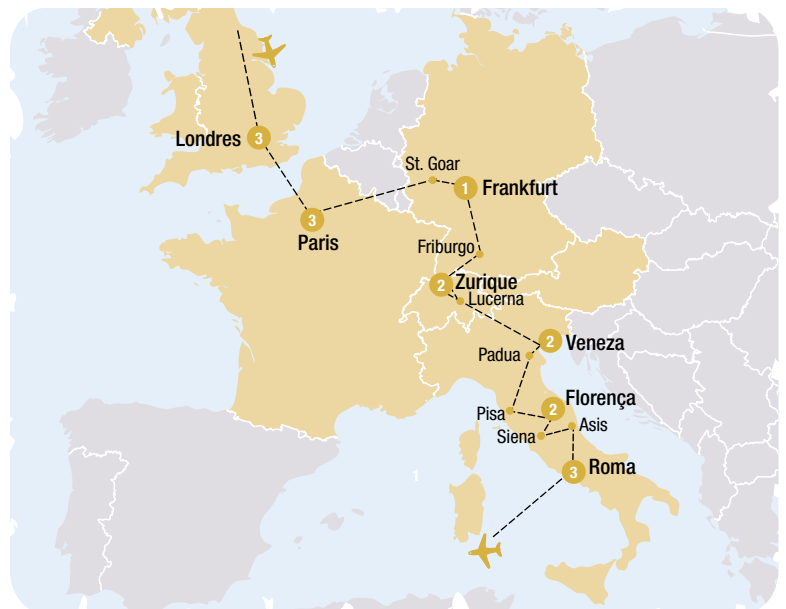 Londres
3
3
Paris
St. Goar
1
Frankfurt
Friburgo
2
Zurique
Lucerna
2
Veneza
Padua
2
Florença
Pisa
Asis
Siena
3
Roma
1